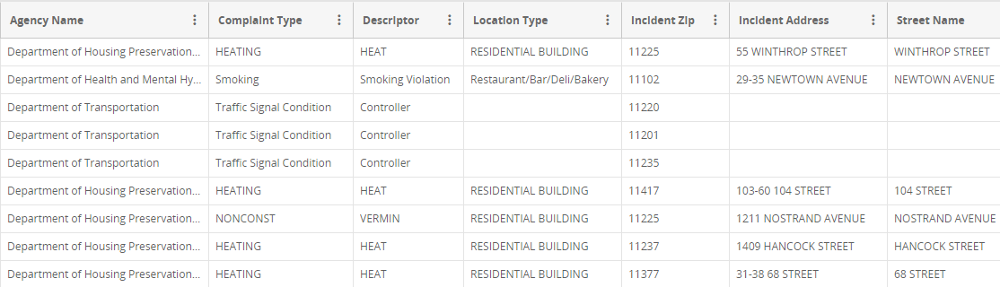 Agency Name Complaint Type Descriptor Location Type Incident Zip Incident Address Street Name
Department of Housing Preservation... HEATING HEAT RESIDENTIAL BUILDING 11225 55 WINTHROP STREET WINTHROP STREET
Department of Health and Mental Hy... Smoking Smoking Violation Restaurant/Bar/Deli/Bakery 11102 29-35 NEWTOWN AVENUE NEWTOWN AVENUE
Department of Transportation Traffic Signal Condition Controller 11220
Department of Transportation Traffic Signal Condition Controller 11201
Department of Transportation Traffic Signal Condition Controller 11235
Department of Housing Preservation... HEATING HEAT RESIDENTIAL BUILDING 11417 103-60 104 STREET 104 STREET
Department of Housing Preservation... NONCONST VERMIN RESIDENTIAL BUILDING 11225 1211 NOSTRAND AVENUE NOSTRAND AVENUE
Department of Housing Preservation... HEATING HEAT RESIDENTIAL BUILDING 11237 1409 HANCOCK STREET HANCOCK STREET
Department of Housing Preservation... HEATING HEAT RESIDENTIAL BUILDING 11377 31-38 68 STREET 68 STREET